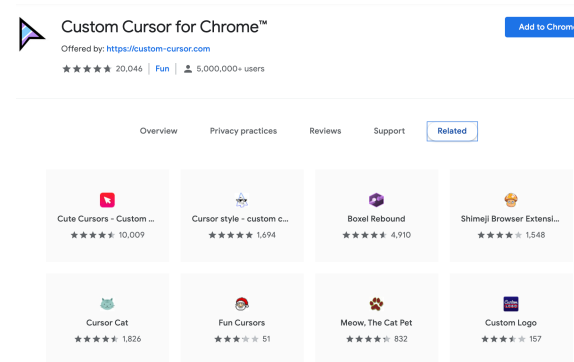 Custom Cursor for Chrome™
Add to Chrome
Offered by: https://custom-cursor.com
20,046 | Fun | 5,000,000+ users
Overview Privacy practices Reviews Support Related
Cute Cursors - Custom ... Cursor style - custom c... Boxel Rebound Shimeji Browser Extensi...
10,009 1,694 4,910 1,548
Cursor Cat Fun Cursors Meow, The Cat Pet Custom Logo
1,826 51 832 157